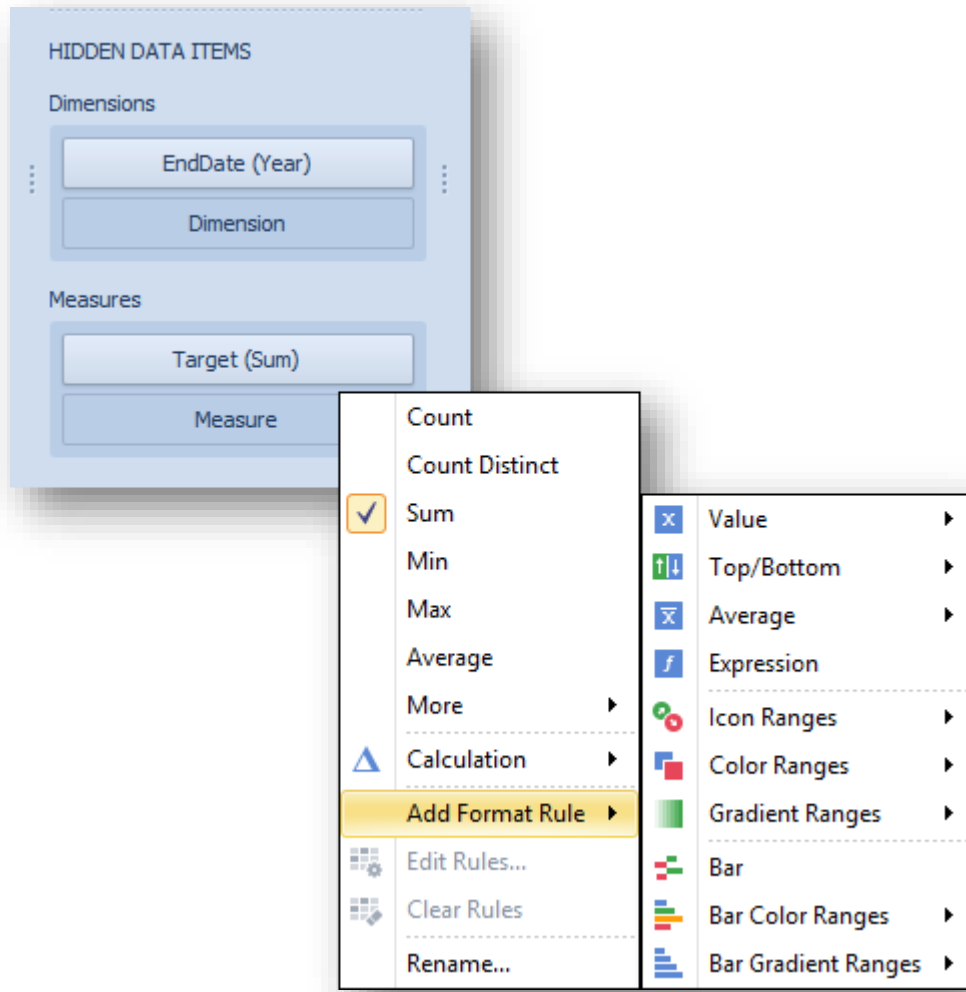 HIDDEN DATA ITEMS
Dimensions
EndDate (Year)
Dimension
Measures
Target (Sum)
Measure
Count
Count Distinct
Sum
Min
Max
Average
More
Calculation
Add Format Rule
Edit Rules...
Clear Rules
Rename...
Value
Top/Bottom
Average
Expression
Icon Ranges
Color Ranges
Gradient Ranges
Bar
Bar Color Ranges
Bar Gradient Ranges